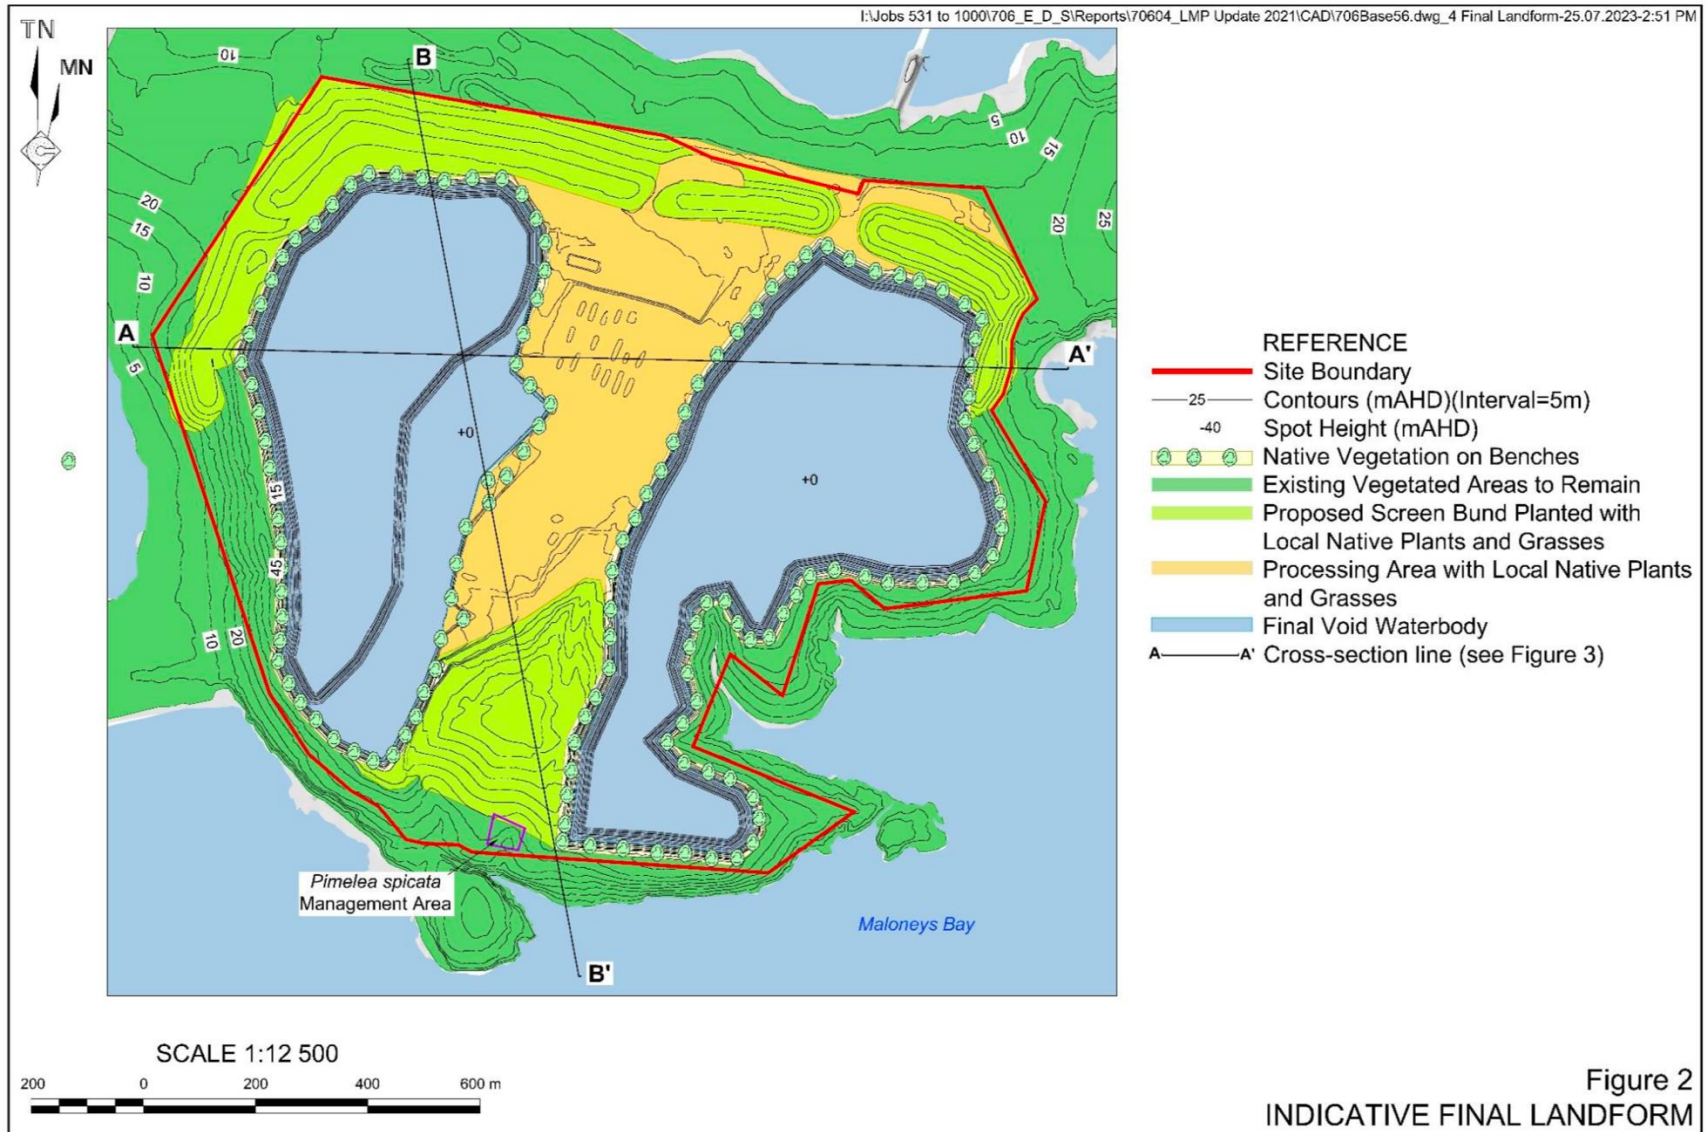 I:\Jobs 531 to 1000\706_E_D_S\Reports\70604_LMP Update 2021\CAD\706Base56.dwg_4 Final Landform-25.07.2023-2:51 PM
TN
MN
10
B
5
10
15
20
15
10
20
25
A
A'
5
+0
+0
15
45
10
20
Pimelea spicata
Management Area
Maloneys Bay
B'
REFERENCE
Site Boundary
25 Contours (mAHD)(Interval=5m)
-40 Spot Height (mAHD)
Native Vegetation on Benches
Existing Vegetated Areas to Remain
Proposed Screen Bund Planted with
Local Native Plants and Grasses
Processing Area with Local Native Plants
and Grasses
Final Void Waterbody
A A' Cross-section line (see Figure 3)
SCALE 1:12 500
200 0 200 400 600 m
Figure 2
INDICATIVE FINAL LANDFORM